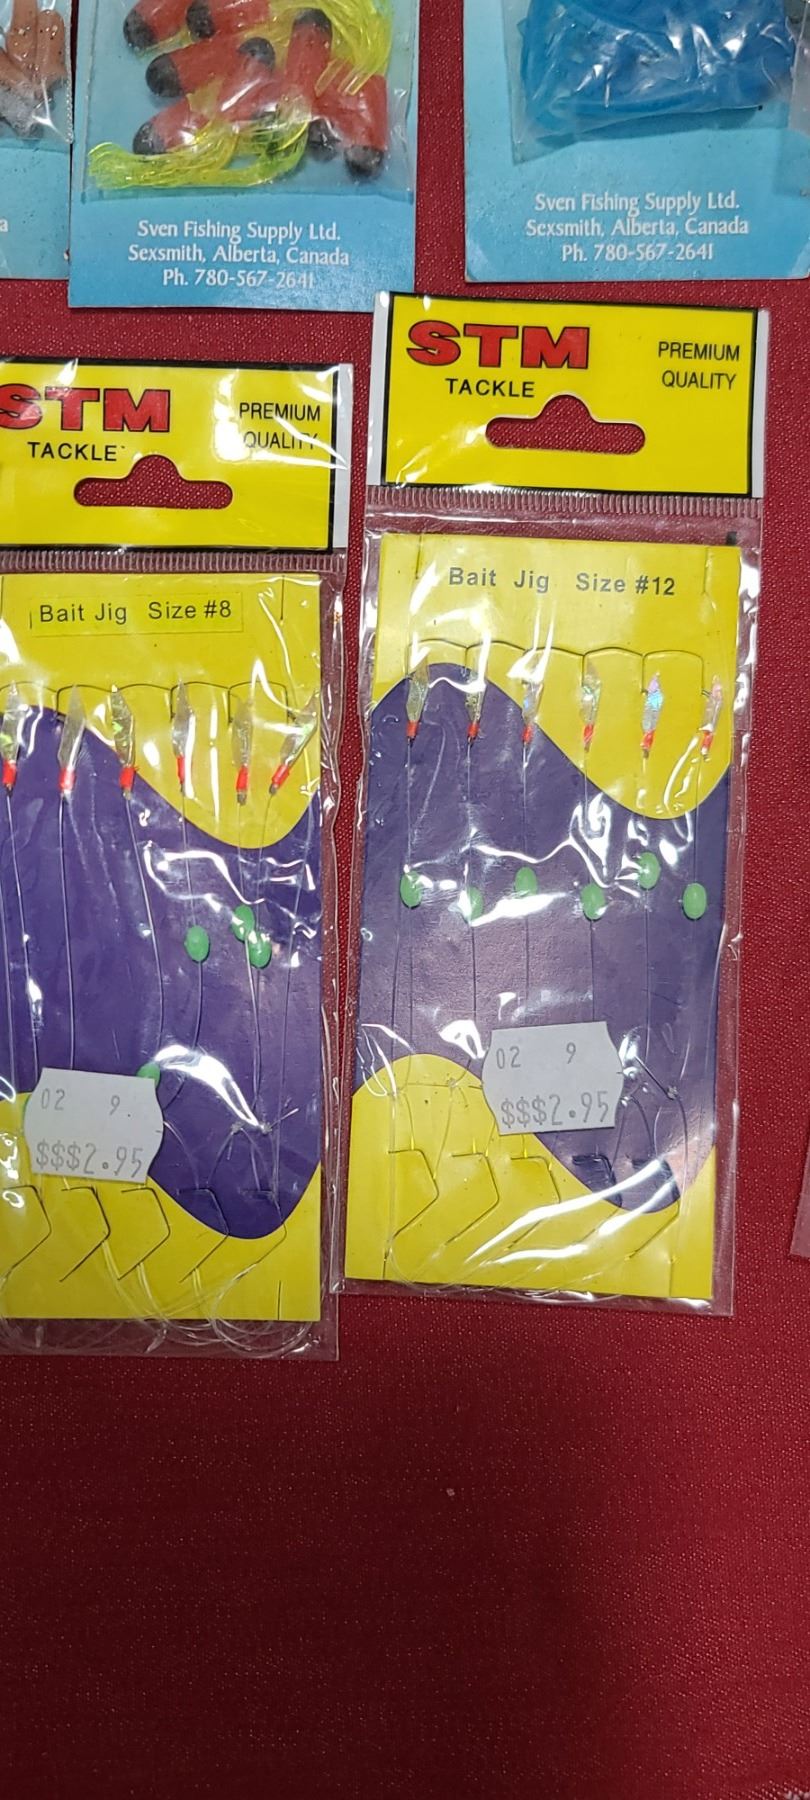 a
Sven Fishing Supply Ltd.
Sexsmith, Alberta, Canada
Ph. 780-567-2641
Sven Fishing Supply Ltd.
Sexsmith, Alberta, Canada
Ph. 780-567-2641
STM
TACKLE
PREMIUM
QUALITY
Bait Jig Size #8
02 9
$$$2.95
STM
TACKLE
PREMIUM
QUALITY
Bait Jig Size #12
02 9
$$$2.95